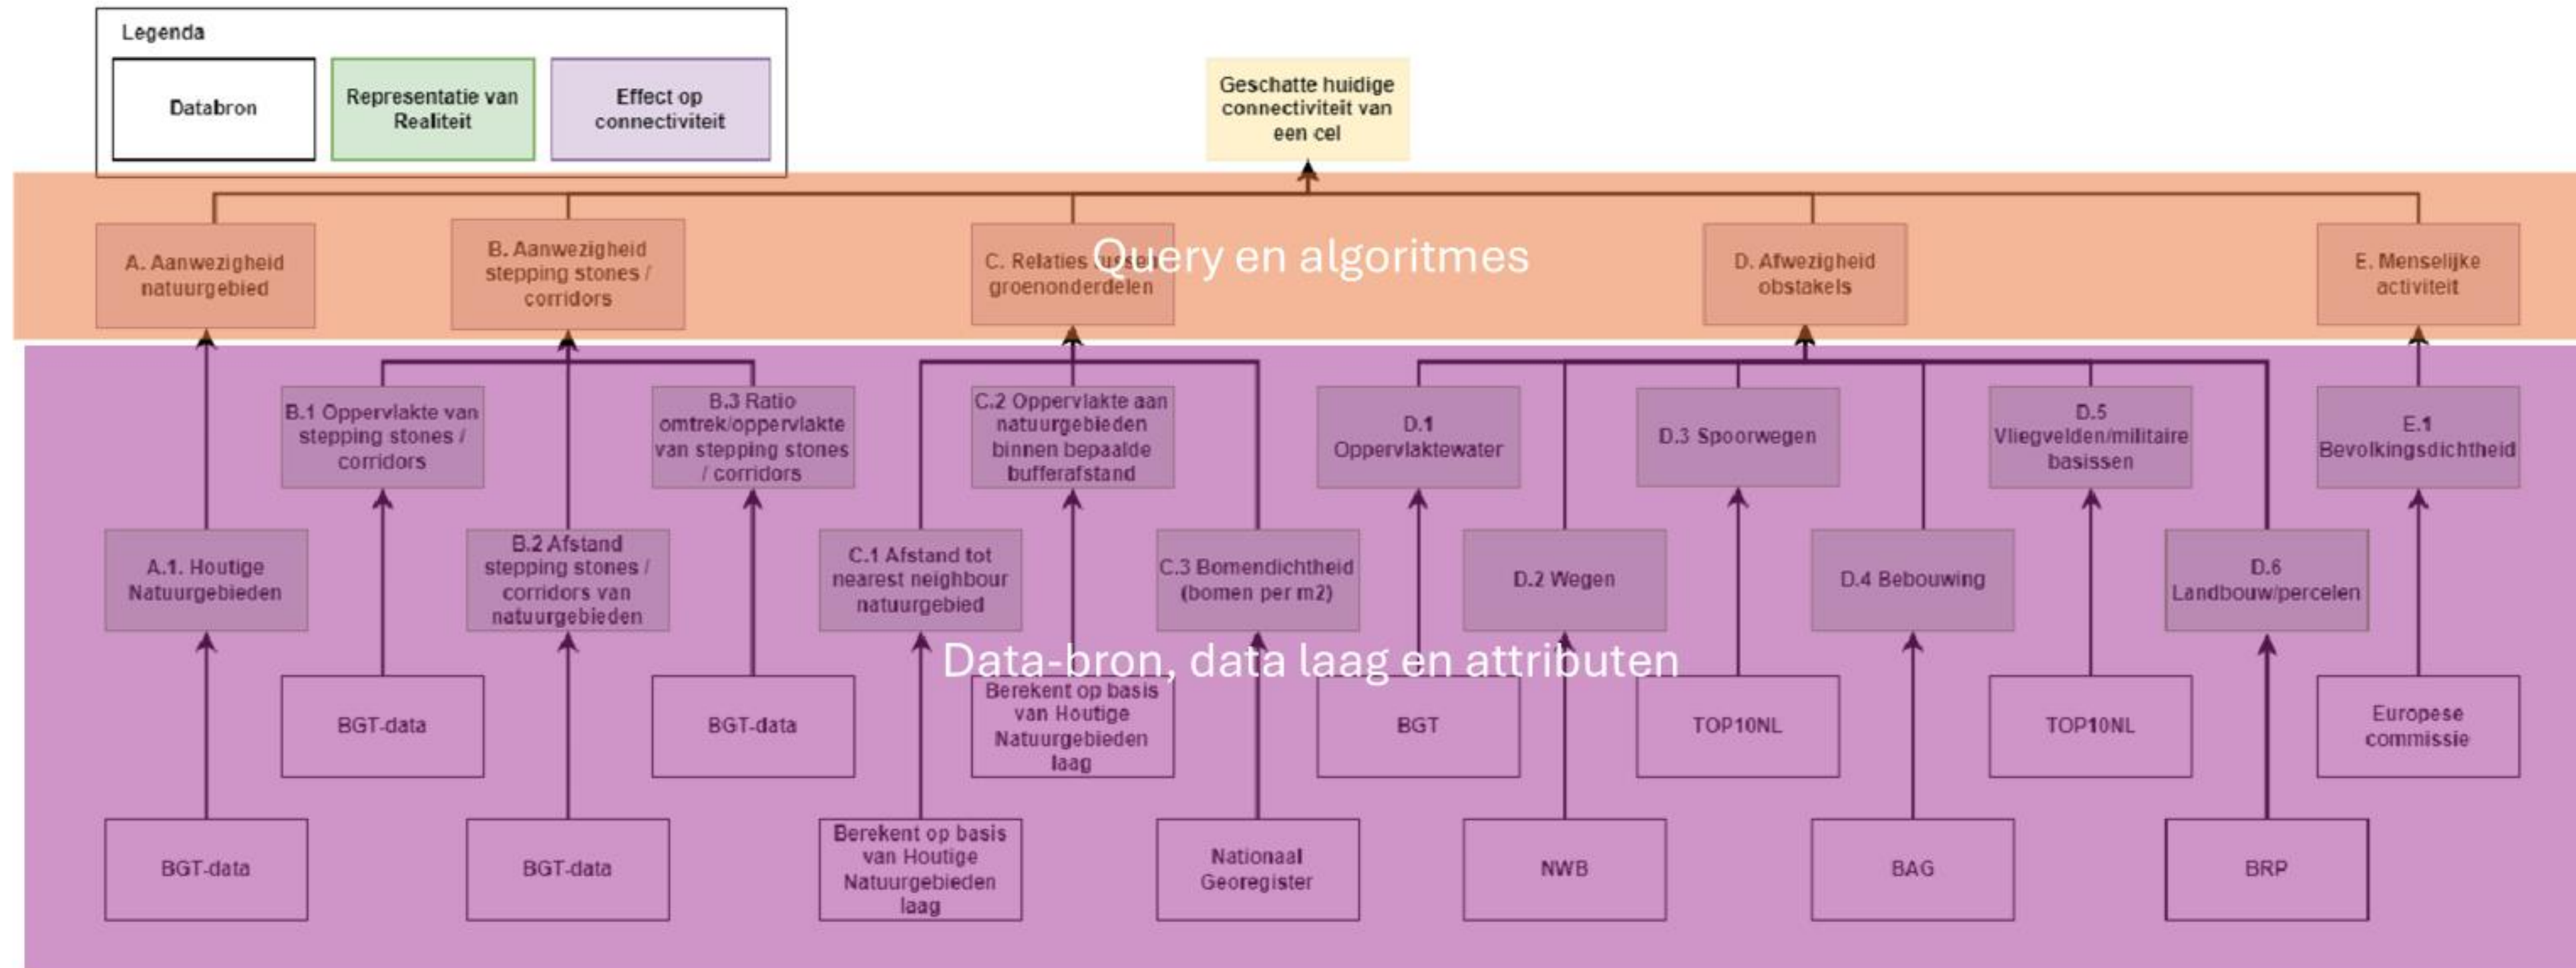 Legenda
Databron
Representatie van
Realiteit
Effect op
connectiviteit
Geschatte huidige
connectiviteit van
een cel
A. Aanwezigheid
natuurgebied
B. Aanwezigheid
stepping stones /
corridors
C. Relaties tussen
groenonderdelen
Query en algoritmes
D. Afwezigheid
obstakels
E. Menselijke
activiteit
B.1 Oppervlakte van
stepping stones /
corridors
B.3 Ratio
omtrek/oppervlakte
van stepping stones
/ corridors
C.2 Oppervlakte aan
natuurgebieden
binnen bepaalde
bufferafstand
D.1
Oppervlaktewater
D.3 Spoorwegen
D.5
Vliegvelden/militaire
basissen
E.1
Bevolkingsdichtheid
A.1. Houtige
Natuurgebieden
B.2 Afstand
stepping stones /
corridors van
natuurgebieden
C.1 Afstand tot
nearest neighbour
natuurgebied
C.3 Bomendichtheid
(bomen per m2)
D.2 Wegen
D.4 Bebouwing
D.6
Landbouw/percelen
Data-bron, data laag en attributen
BGT-data
BGT-data
Berekent op basis
van Houtige
Natuurgebieden
laag
BGT
TOP10NL
TOP10NL
Europese
commissie
BGT-data
BGT-data
Berekent op basis
van Houtige
Natuurgebieden
laag
Nationaal
Georegister
NWB
BAG
BRP